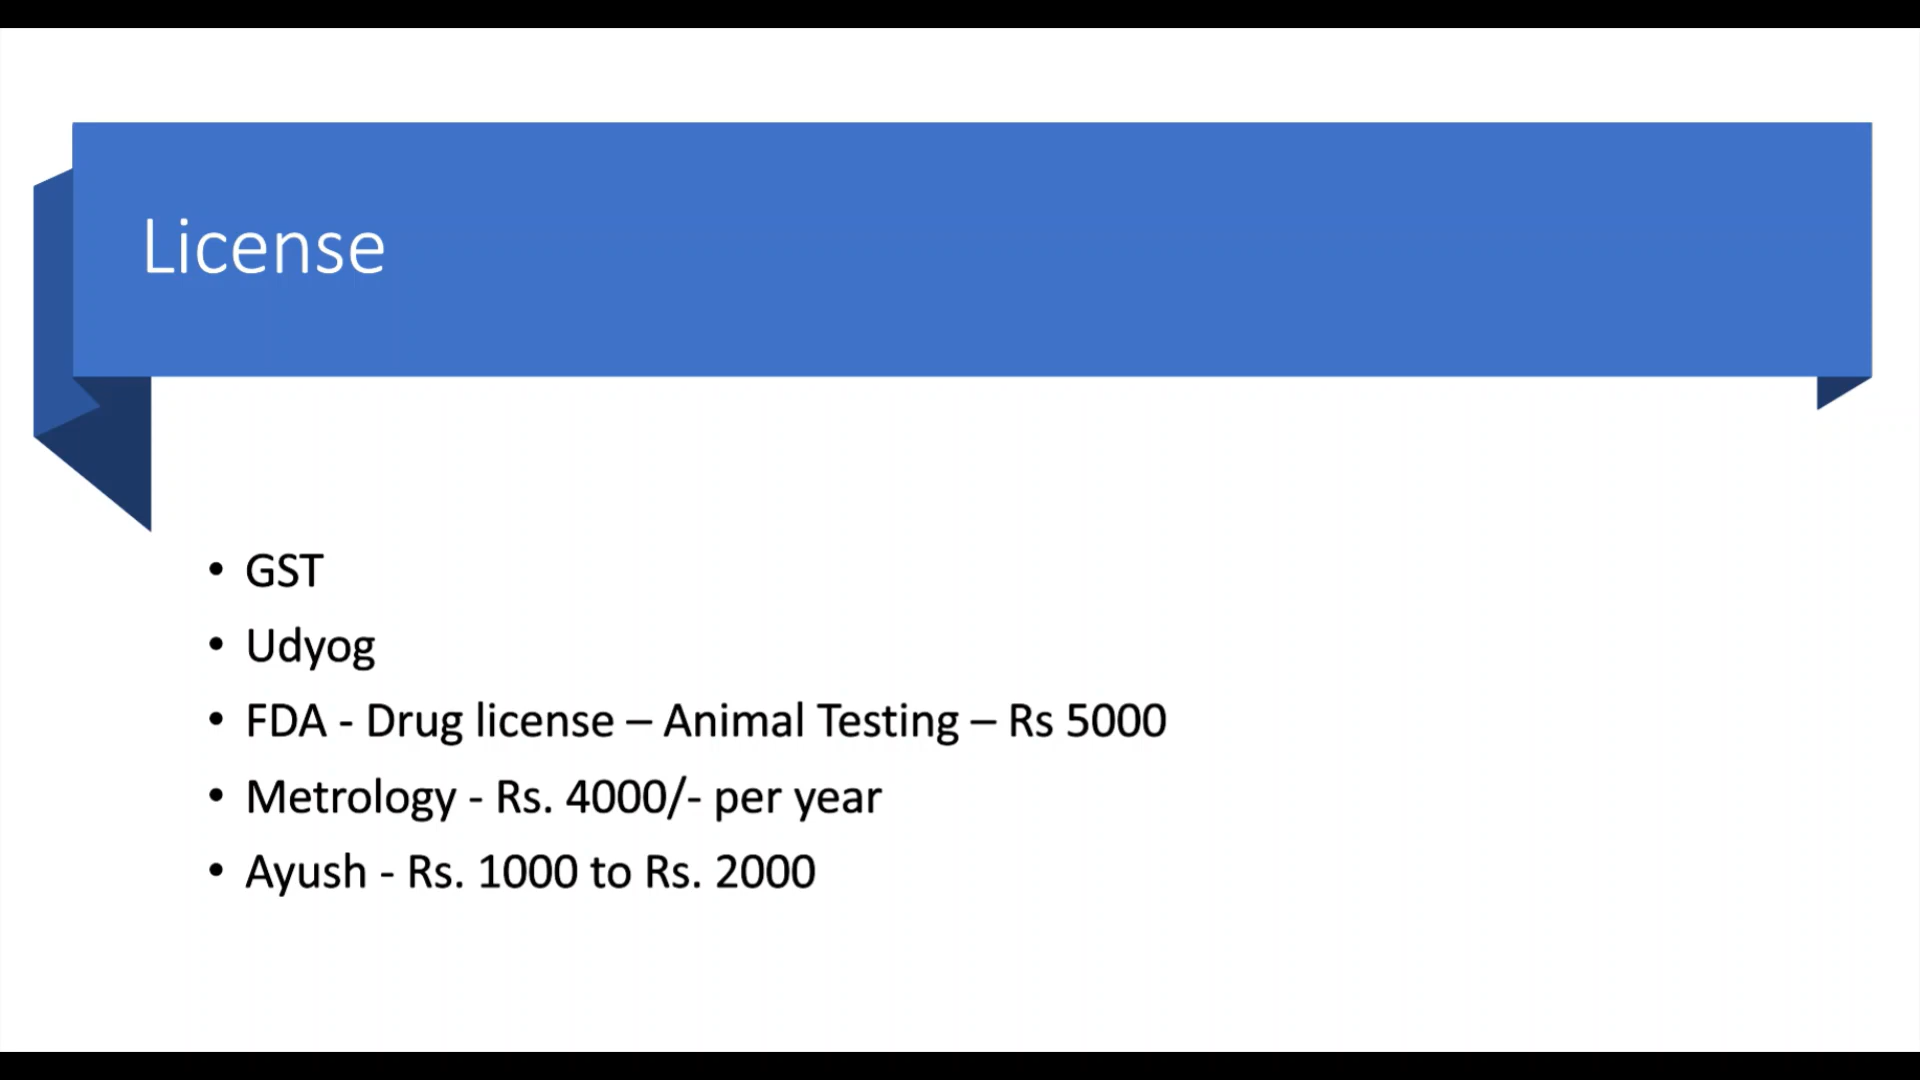 License
• GST
• Udyog
• FDA - Drug license – Animal Testing – Rs 5000
• Metrology - Rs. 4000/- per year
• Ayush - Rs. 1000 to Rs. 2000